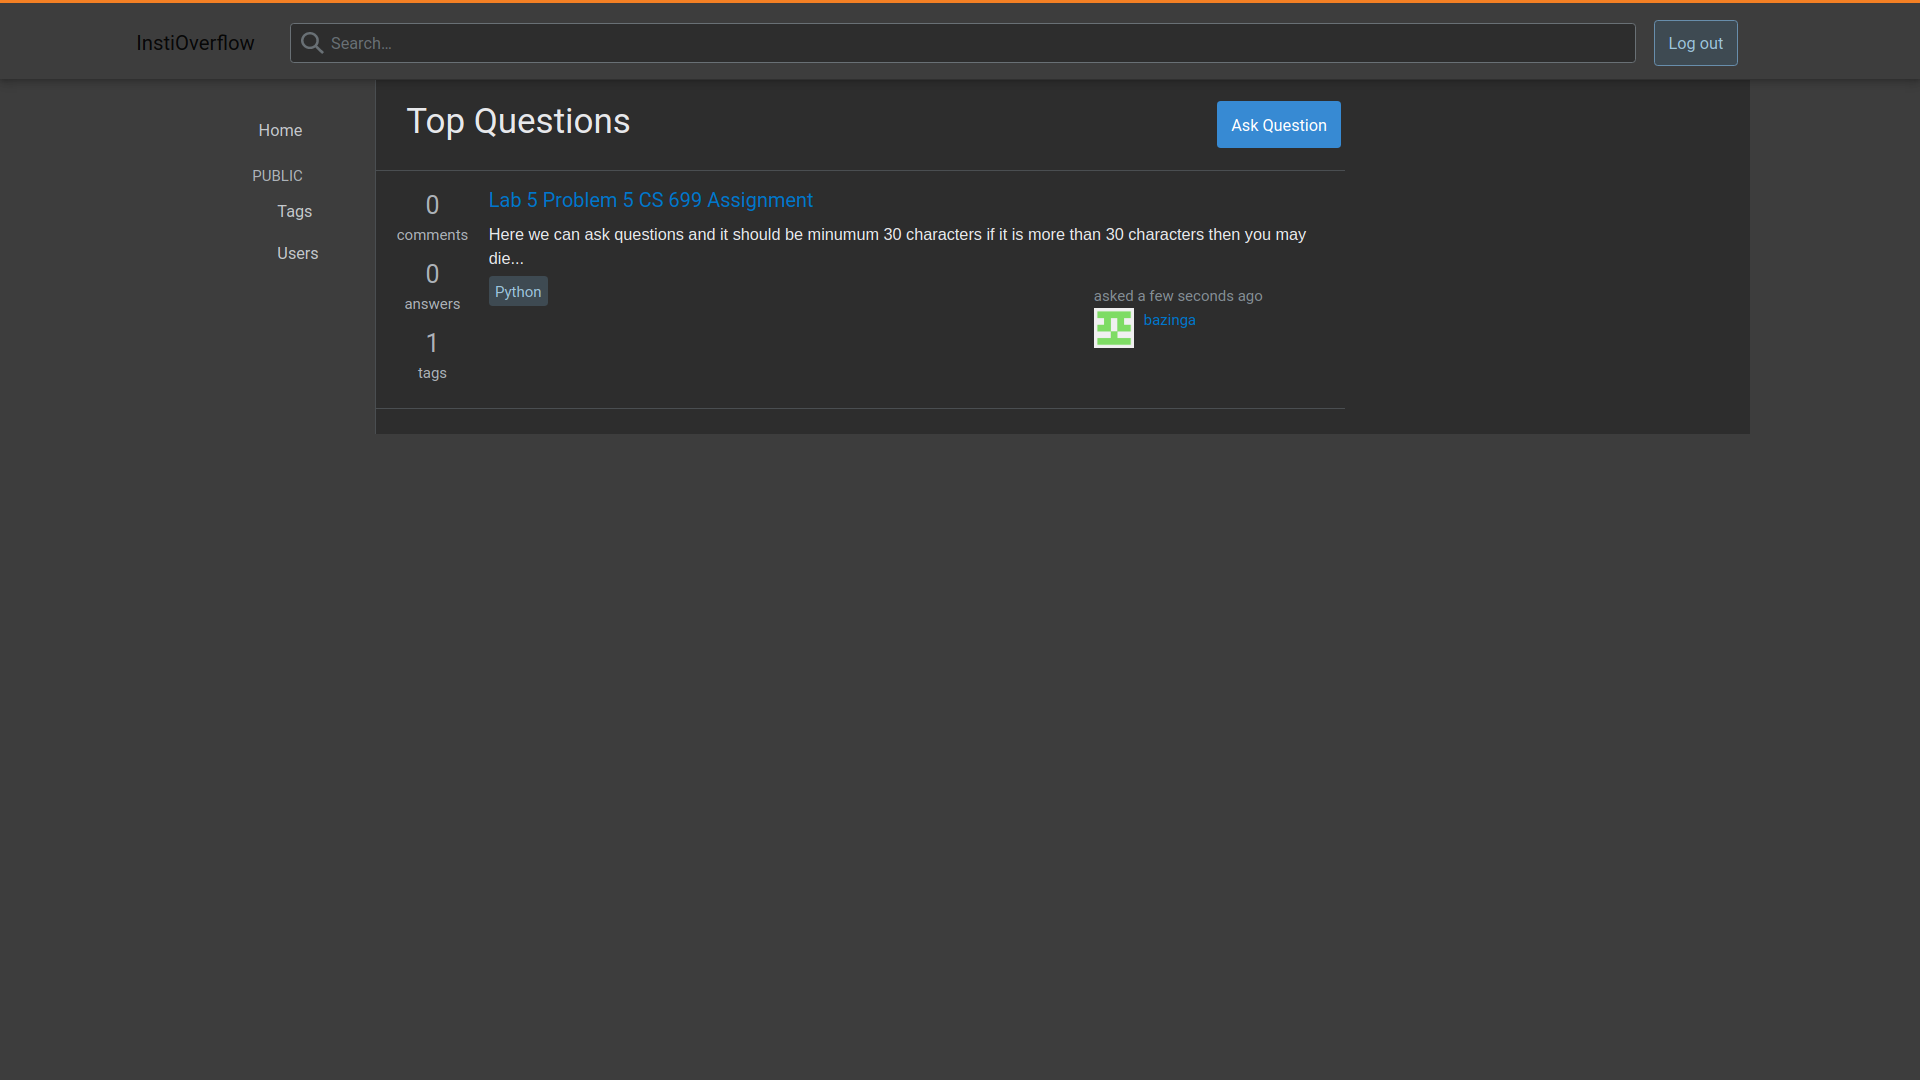 InstiOverflow
Search…
Log out
Home
PUBLIC
Tags
Users
Top Questions
Ask Question
0
comments
0
answers
1
tags
Lab 5 Problem 5 CS 699 Assignment
Here we can ask questions and it should be minumum 30 characters if it is more than 30 characters then you may
die...
Python
asked a few seconds ago
bazinga